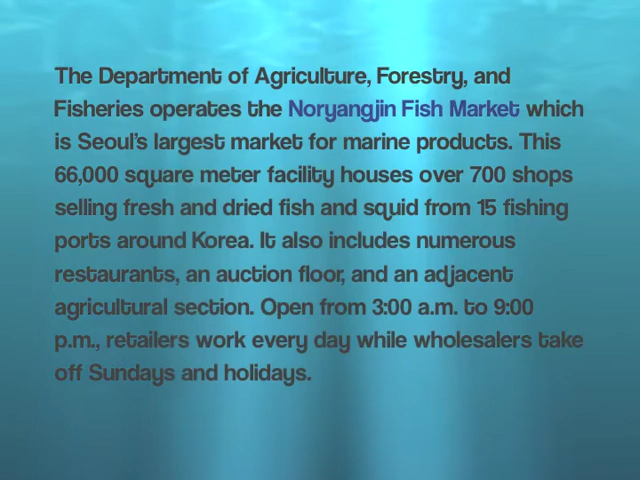 The Department of Agriculture, Forestry, and
Fisheries operates the Noryangjin Fish Market which
is Seoul's largest market for marine products. This
66,000 square meter facility houses over 700 shops
selling fresh and dried fish and squid from 15 fishing
ports around Korea. It also includes numerous
restaurants, an auction floor, and an adjacent
agricultural section. Open from 3:00 a.m. to 9:00
p.m., retailers work every day while wholesalers take
off Sundays and holidays.